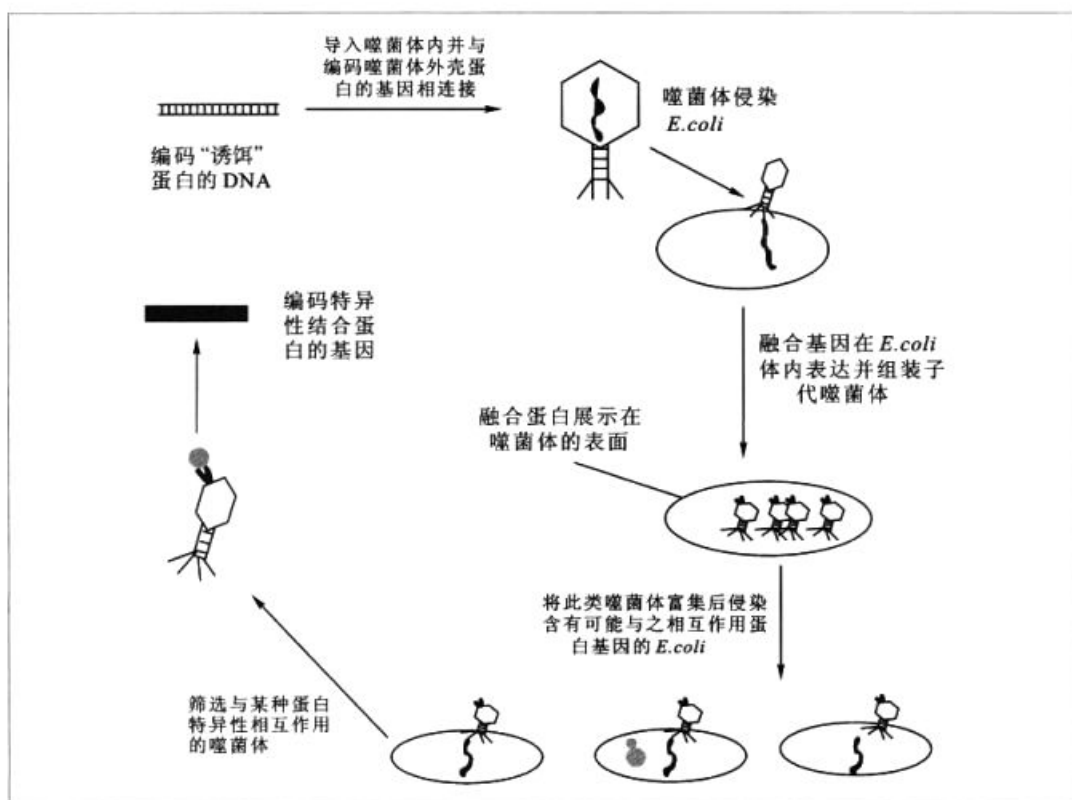 导入噬菌体内并与
编码噬菌体外壳蛋
白的基因相连接
编码“诱饵”
蛋白的DNA
噬菌体侵染
E.coli
编码特异
性结合蛋
白的基因
融合基因在 E.coli
体内表达并组装子
代噬菌体
融合蛋白展示在
噬菌体的表面
将此类噬菌体富集后侵染
含有可能与之相互作用蛋
白基因的E.coli
筛选与某种蛋白
特异性相互作用
的噬菌体